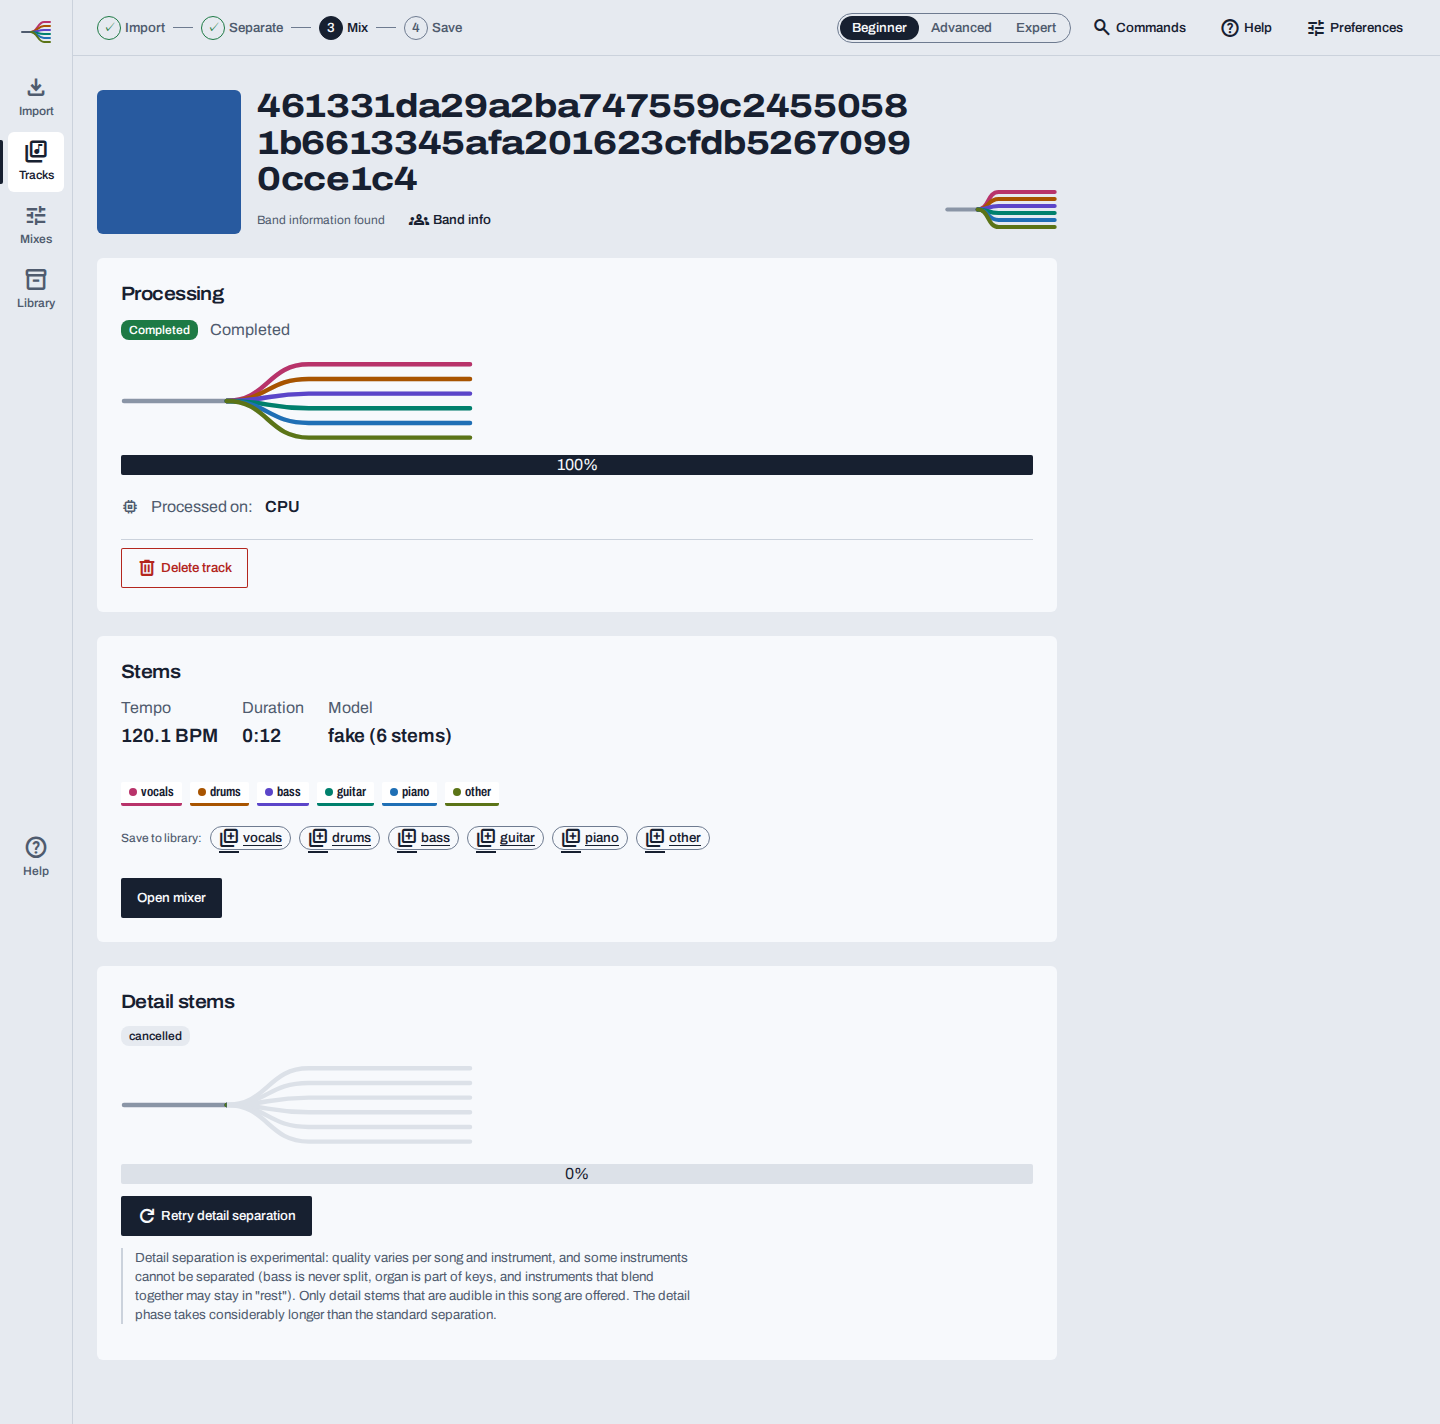 Import
Separate
3 Mix
4 Save
Beginner
Advanced
Expert
Commands
Help
Preferences
Import
Tracks
Mixes
Library
Help
461331da29a2ba747559c2455058
1b6613345afa201623cfdb5267099
0cce1c4
Band information found
Band info
Processing
Completed
Completed
100%
Processed on: CPU
Delete track
Stems
Tempo Duration Model
120.1 BPM 0:12 fake (6 stems)
vocals drums bass guitar piano other
Save to library: vocals drums bass guitar piano other
Open mixer
Detail stems
cancelled
0%
Retry detail separation
Detail separation is experimental: quality varies per song and instrument, and some instruments
cannot be separated (bass is never split, organ is part of keys, and instruments that blend
together may stay in "rest"). Only detail stems that are audible in this song are offered. The detail
phase takes considerably longer than the standard separation.